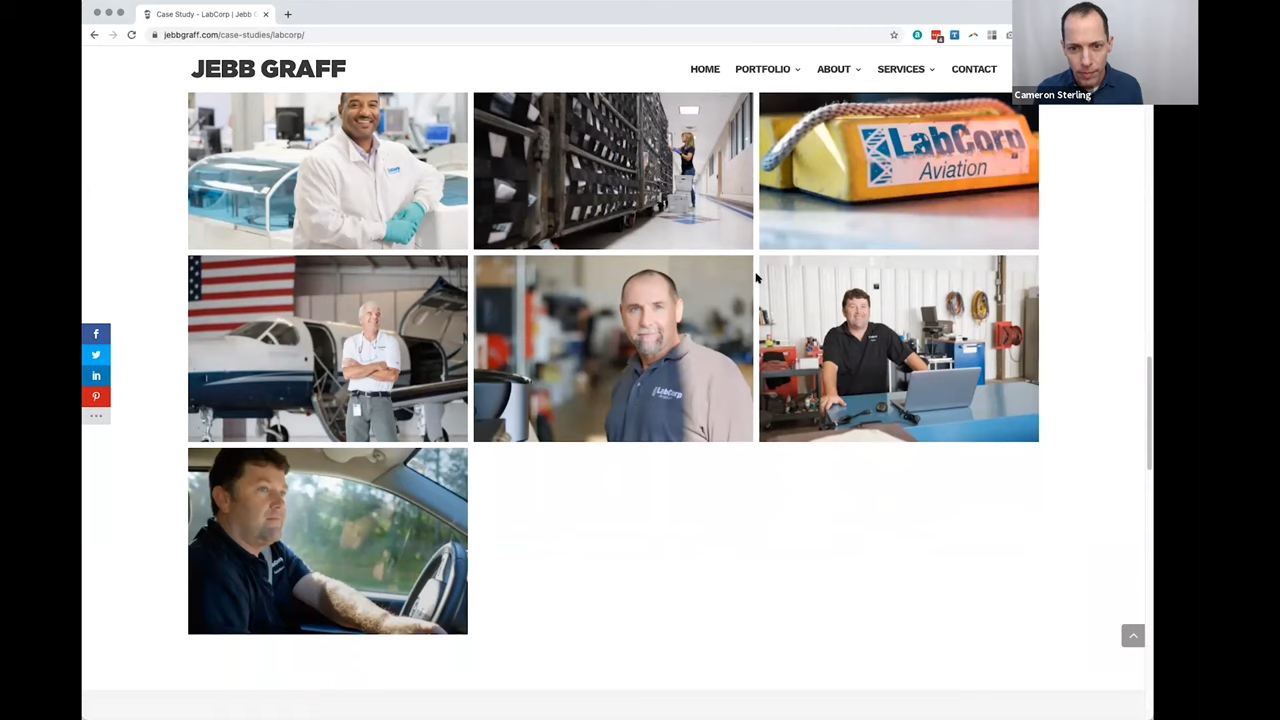 Case Study - LabCorp | Jebb G
jebbgraff.com/case-studies/labcorp/
JEBB GRAFF
HOME
PORTFOLIO
ABOUT
SERVICES
CONTACT
Cameron Sterling
LabCorp
Aviation
LabCorp